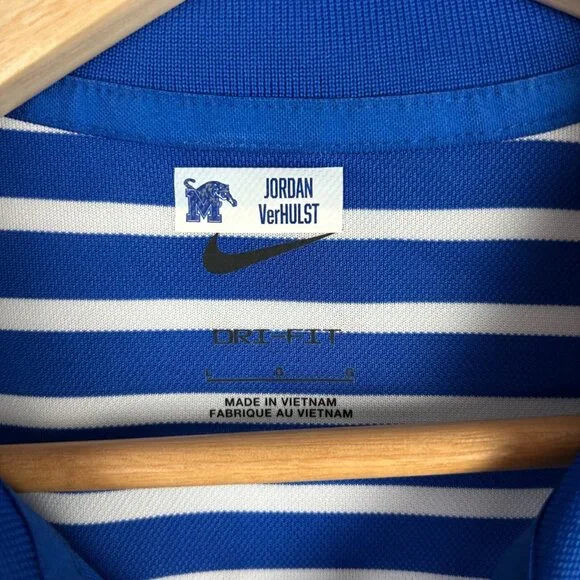 M
JORDAN
VerHULST
DRI-FIT
L G G
MADE IN VIETNAM
FABRIQUE AU VIETNAM